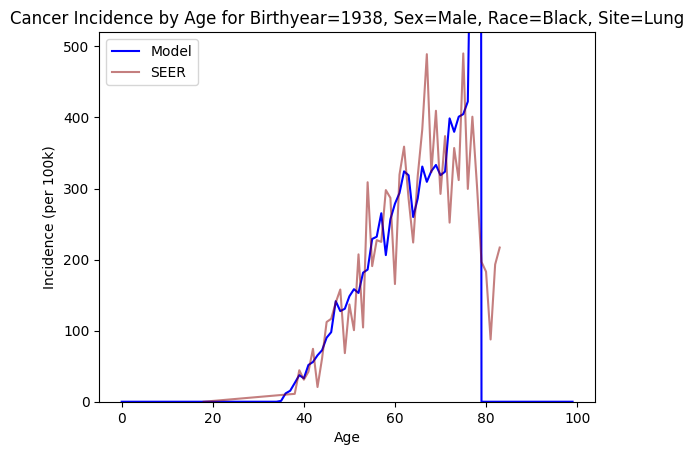 Cancer Incidence by Age for Birthyear=1938, Sex=Male, Race=Black, Site=Lung
Model
SEER
500
400
300
200
100
0
Incidence (per 100k)
0 20 40 60 80 100
Age